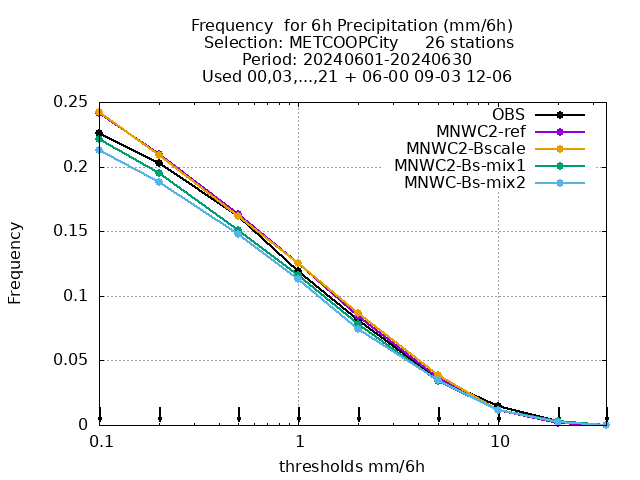 Frequency  for 6h Precipitation (mm/6h)
Selection: METCOOPCity     26 stations
Period: 20240601-20240630
Used 00,03,...,21 + 06-00 09-03 12-06
OBS
MNWC2-ref
MNWC2-Bscale
MNWC2-Bs-mix1
MNWC-Bs-mix2
0.25
0.2
0.15
0.1
0.05
0
Frequency
0.1
1
10
thresholds mm/6h